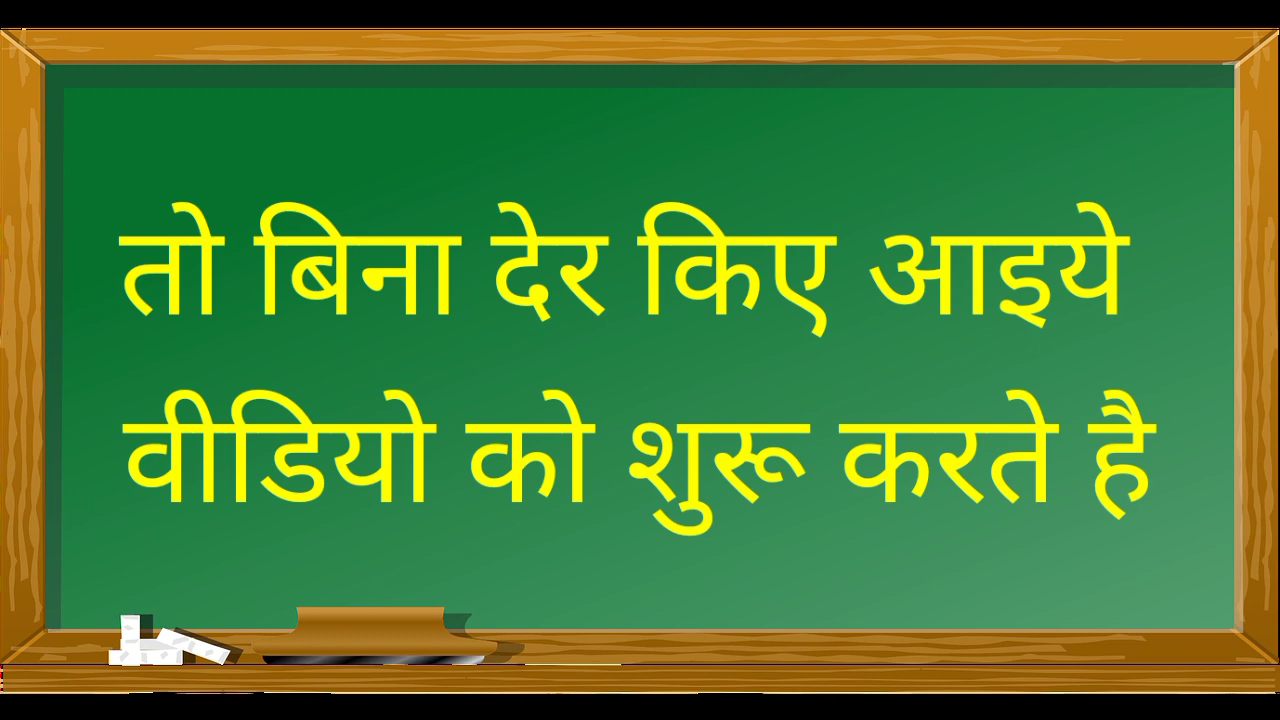 तो बिना देर किए आइये
वीडियो को शुरू करते है